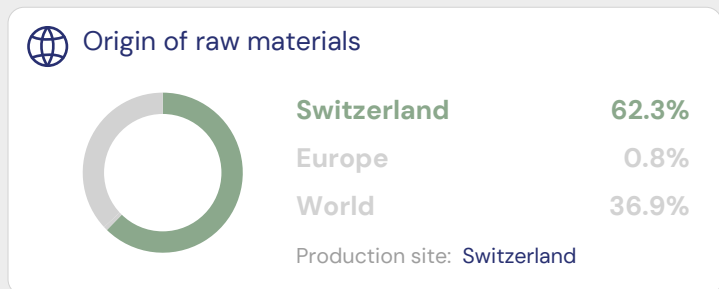 Origin of raw materials
Switzerland 62.3%
Europe 0.8%
World 36.9%
Production site: Switzerland